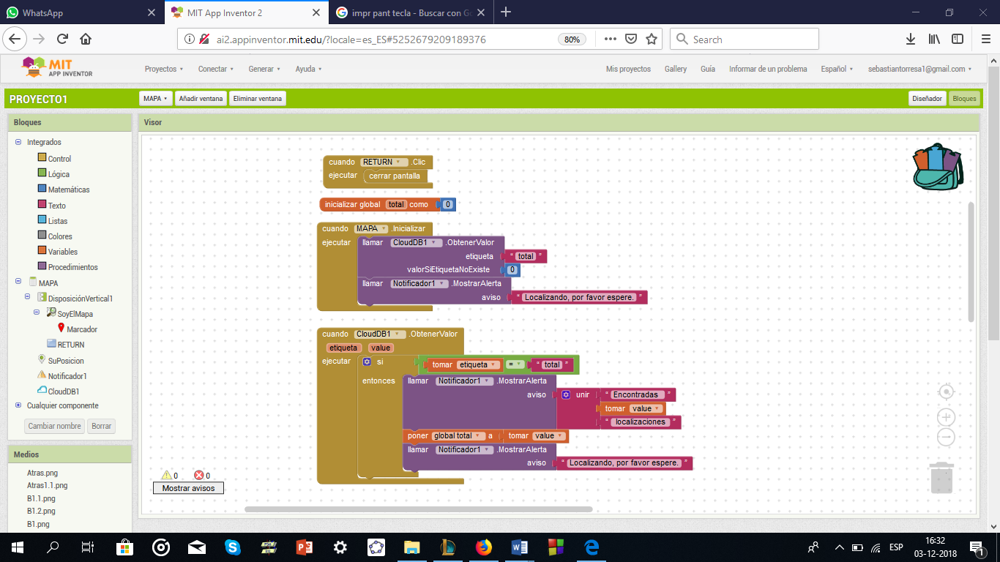 WhatsApp
MIT App Inventor 2
impr pant tecla - Buscar con Go
ai2.appinventor.mit.edu/?locale=es_ES#5252679209189376
80%
Search
MIT
APP INVENTOR
Proyectos
Conectar
Generar
Ayuda
Mis proyectos
Gallery
Guía
Informar de un problema
Español
sebastiantorresa1@gmail.com
PROYECTO1
MAPA
Añadir ventana
Eliminar ventana
Diseñador
Bloques
Bloques
Visor
Integrados
Control
Lógica
Matemáticas
Texto
Listas
Colores
Variables
Procedimientos
MAPA
DisposiciónVertical1
SoyElMapa
Marcador
RETURN
SuPosicion
Notificador1
CloudDB1
Cualquier componente
Cambiar nombre
Borrar
Medios
Atras.png
Atras1.1.png
B1.1.png
B1.2.png
B1.png
cuando RETURN .Clic
ejecutar cerrar pantalla
inicializar global total como 0
cuando MAPA .Inicializar
ejecutar llamar CloudDB1 .ObtenerValor
etiqueta “ total ”
valorSiEtiquetaNoExiste 0
llamar Notificador1 .MostrarAlerta
aviso “ Localizando, por favor espere. ”
cuando CloudDB1 .ObtenerValor
etiqueta value
ejecutar si tomar etiqueta = “ total ”
entonces llamar Notificador1 .MostrarAlerta
aviso unir “ Encontradas ”
tomar value
“ localizaciones ”
poner global total a tomar value
llamar Notificador1 .MostrarAlerta
aviso “ Localizando, por favor espere. ”
0 0
Mostrar avisos
ESP
16:32
03-12-2018
1